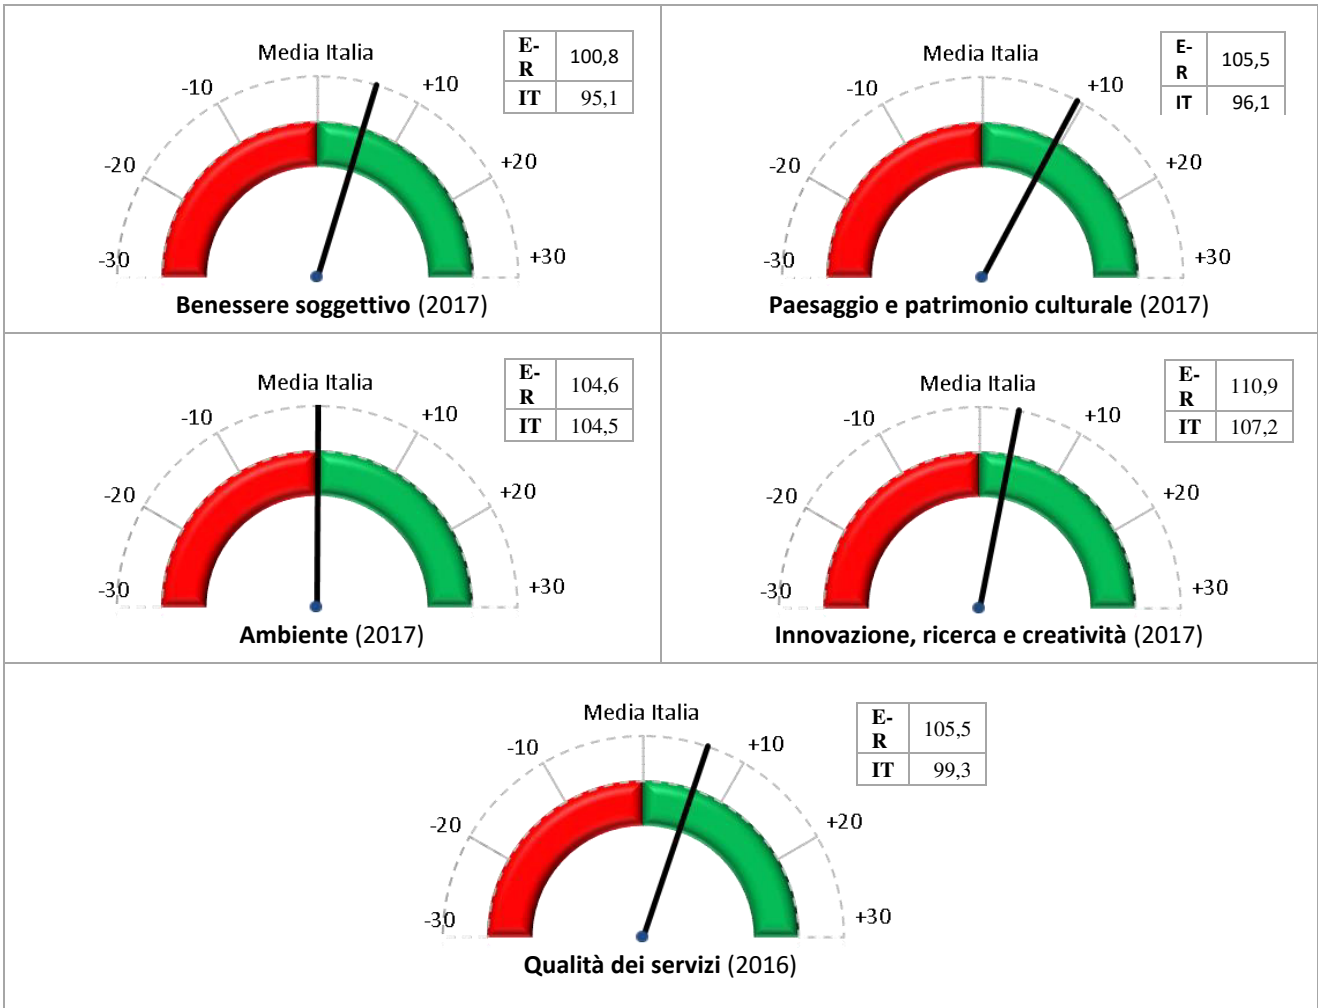 Media Italia
-10
+10
-20
+20
-30
+30
E-
R
100,8
IT
95,1
Benessere soggettivo (2017)
Media Italia
-10
+10
-20
+20
-30
+30
E-
R
105,5
IT
96,1
Paesaggio e patrimonio culturale (2017)
Media Italia
-10
+10
-20
+20
-30
+30
E-
R
104,6
IT
104,5
Ambiente (2017)
Media Italia
-10
+10
-20
+20
-30
+30
E-
R
110,9
IT
107,2
Innovazione, ricerca e creatività (2017)
Media Italia
-10
+10
-20
+20
-30
+30
E-
R
105,5
IT
99,3
Qualità dei servizi (2016)